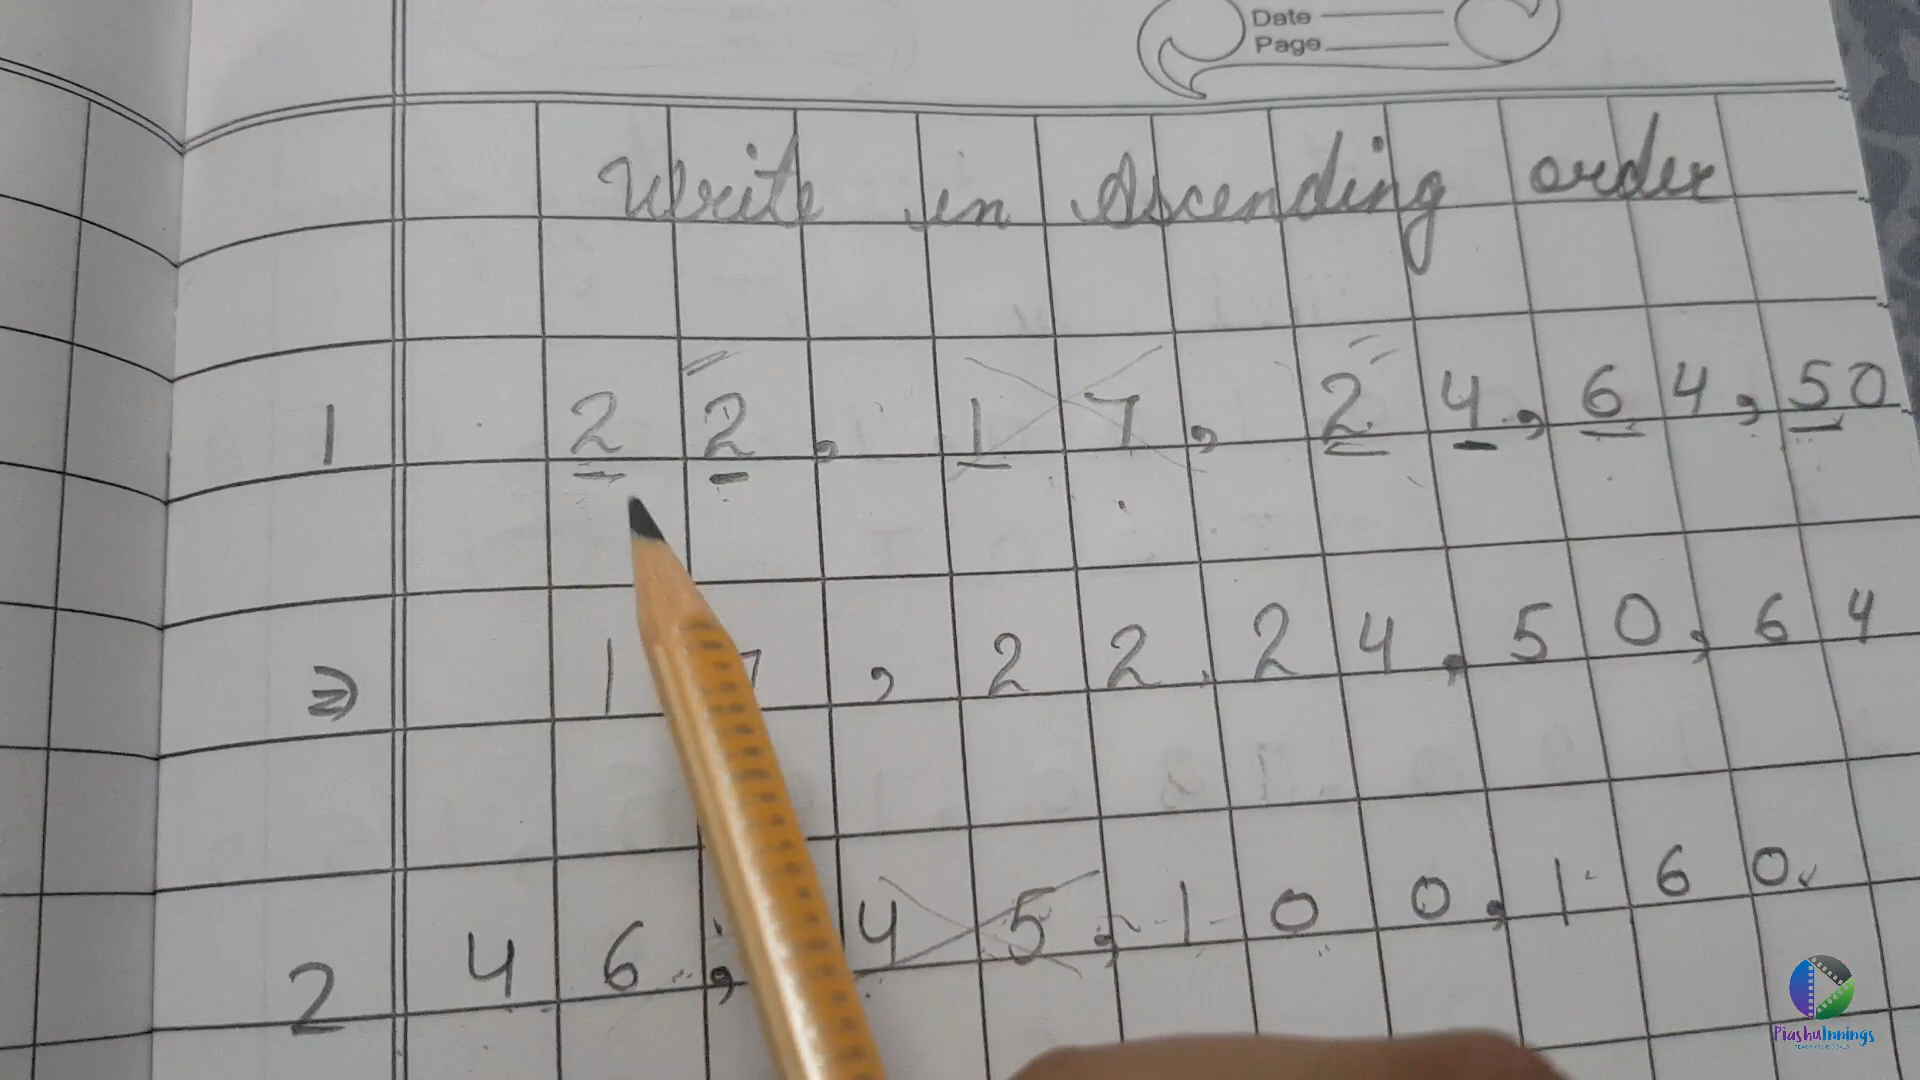 Date
Page
Write in Ascending order
1 22, 17, 24, 64, 50
⇒ 17, 22, 24, 50, 64
2 46, 45, 100, 160
PiashuInnings